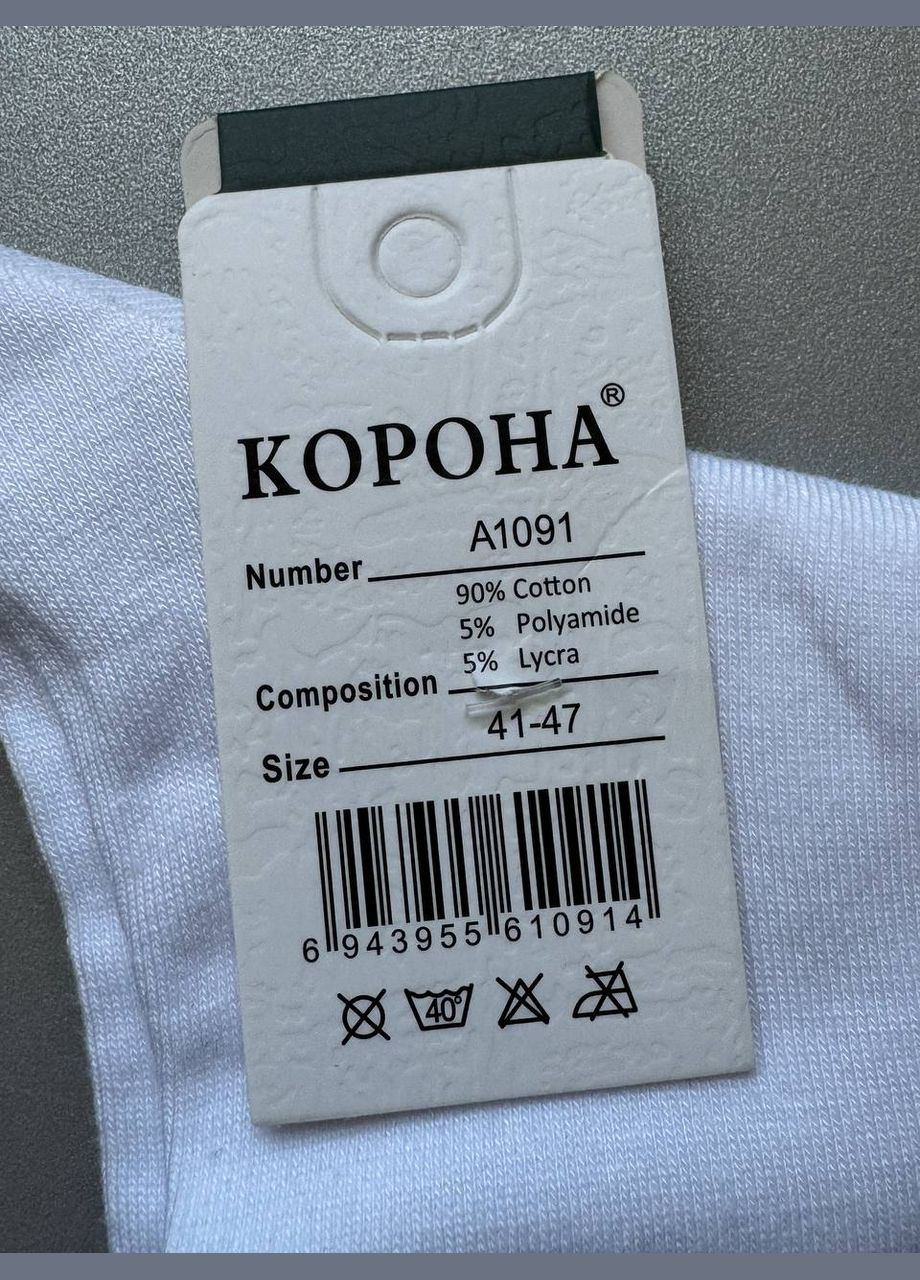 КОРОНА®
Number A1091
90% Cotton
5% Polyamide
5% Lycra
Composition
Size 41-47
6 943955 610914
40°